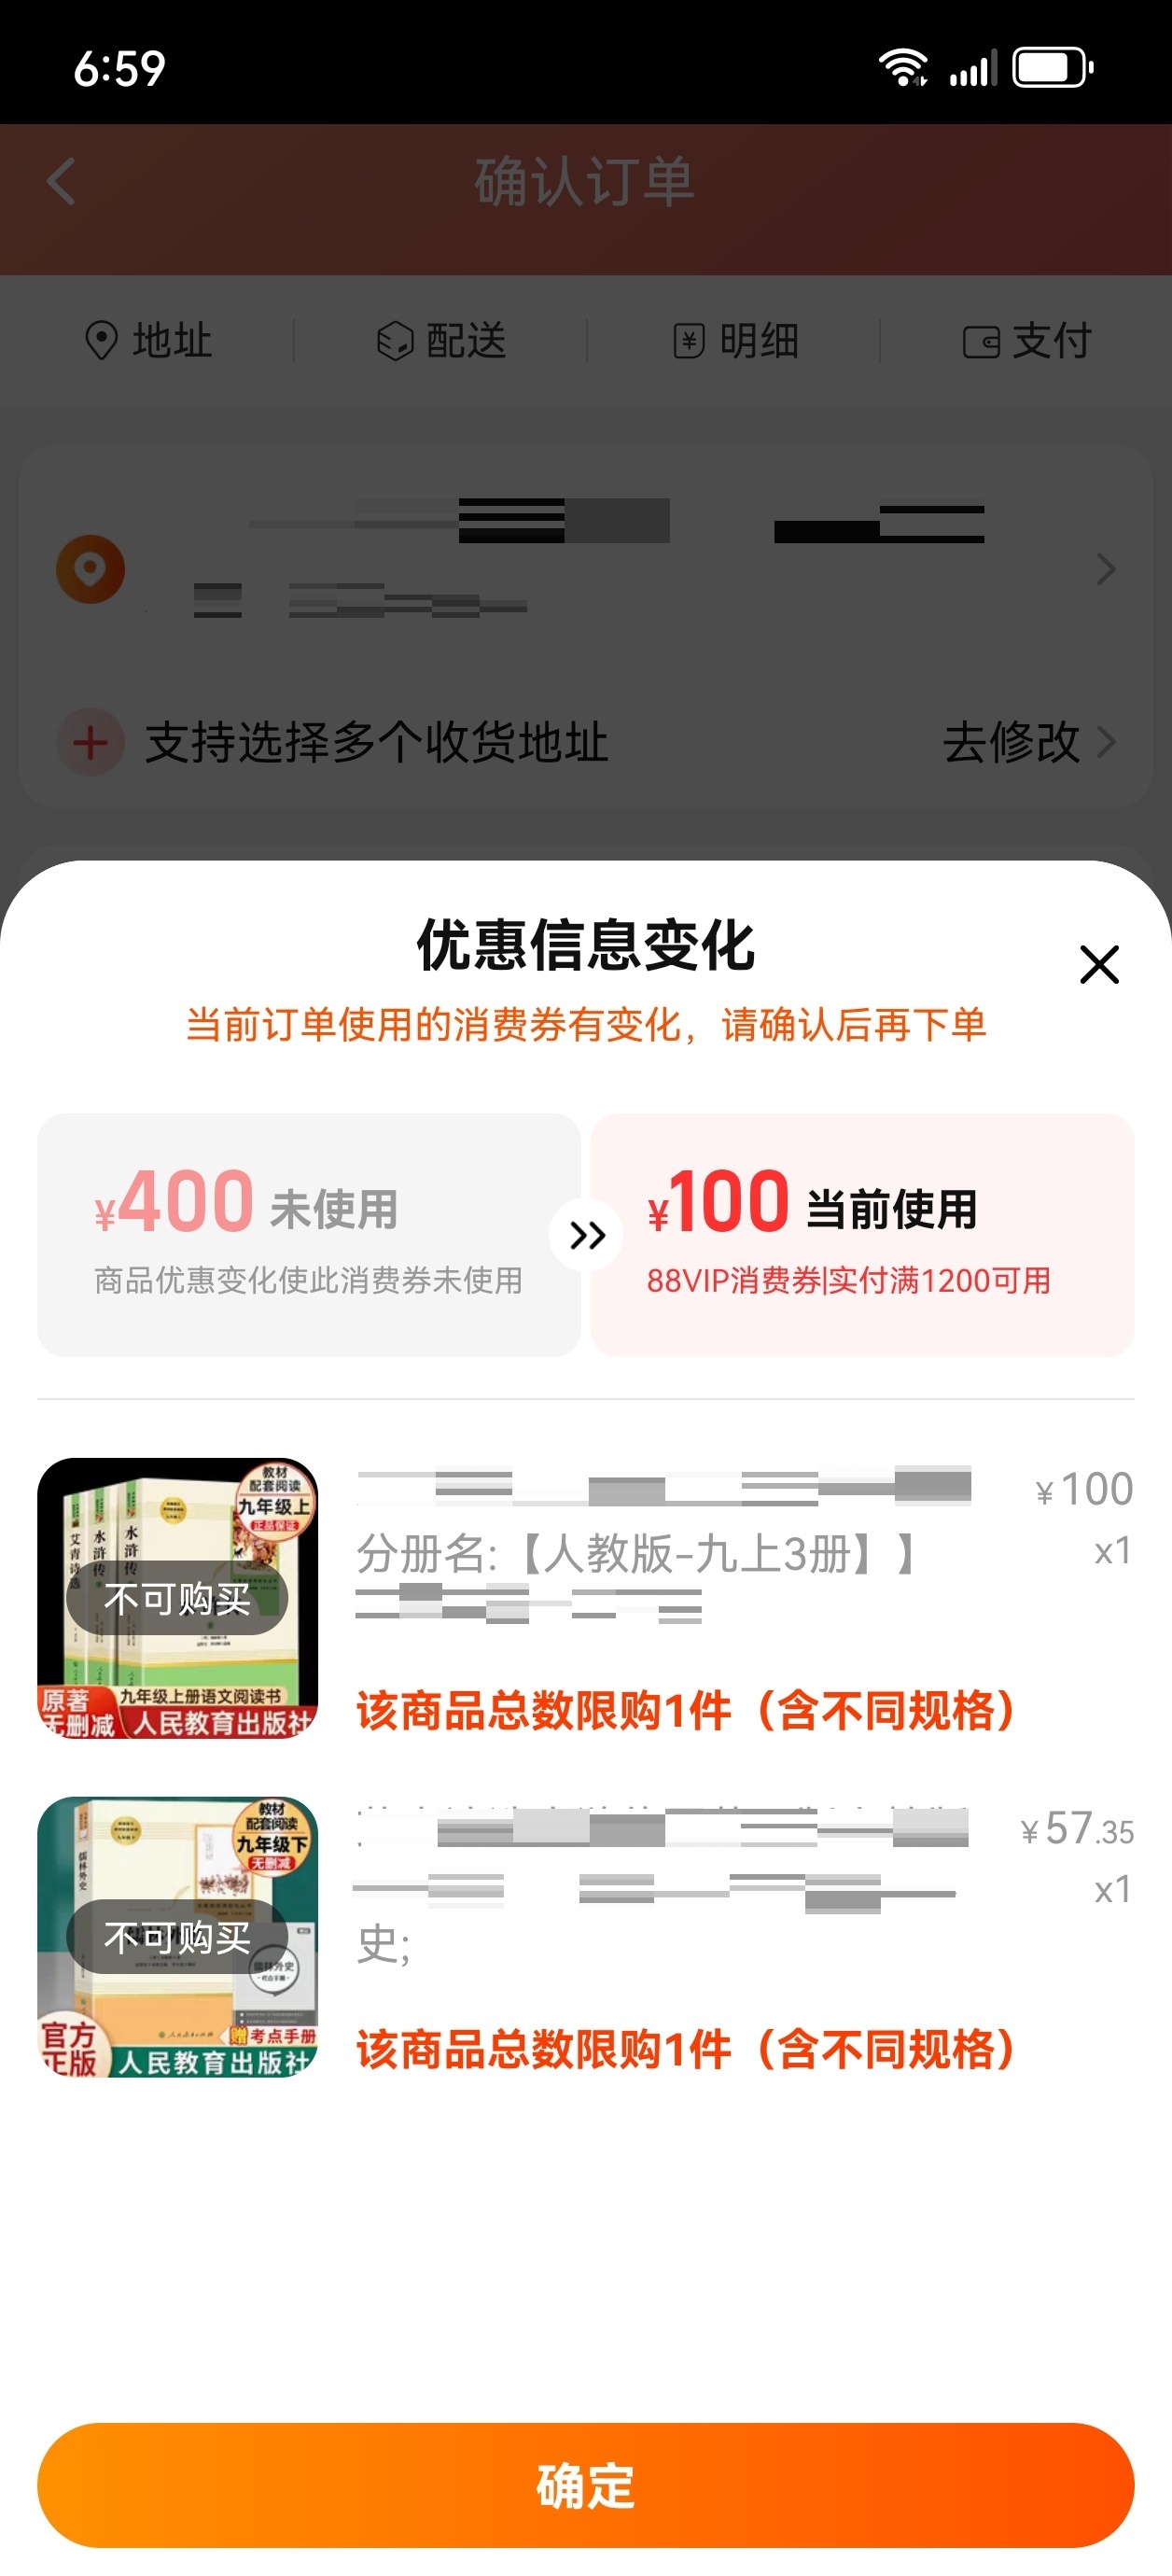 6:59
确认订单
地址
配送
明细
支付
支持选择多个收货地址
去修改
优惠信息变化
当前订单使用的消费券有变化，请确认后再下单
¥400 未使用
商品优惠变化使此消费券未使用
¥100 当前使用
88VIP消费券|实付满1200可用
教材
配套阅读
九年级上
正品保证
艾青诗选
水浒传
水浒传
不可购买
原著
无删减
九年级上册语文阅读书
人民教育出版社
¥100
分册名:【人教版-九上3册】】
x1
该商品总数限购1件（含不同规格）
教材
配套阅读
九年级下
无删减
儒林外史
不可购买
儒林外史
考点手册
官方
正版
赠考点手册
人民教育出版社
¥57.35
x1
史;
该商品总数限购1件（含不同规格）
确定